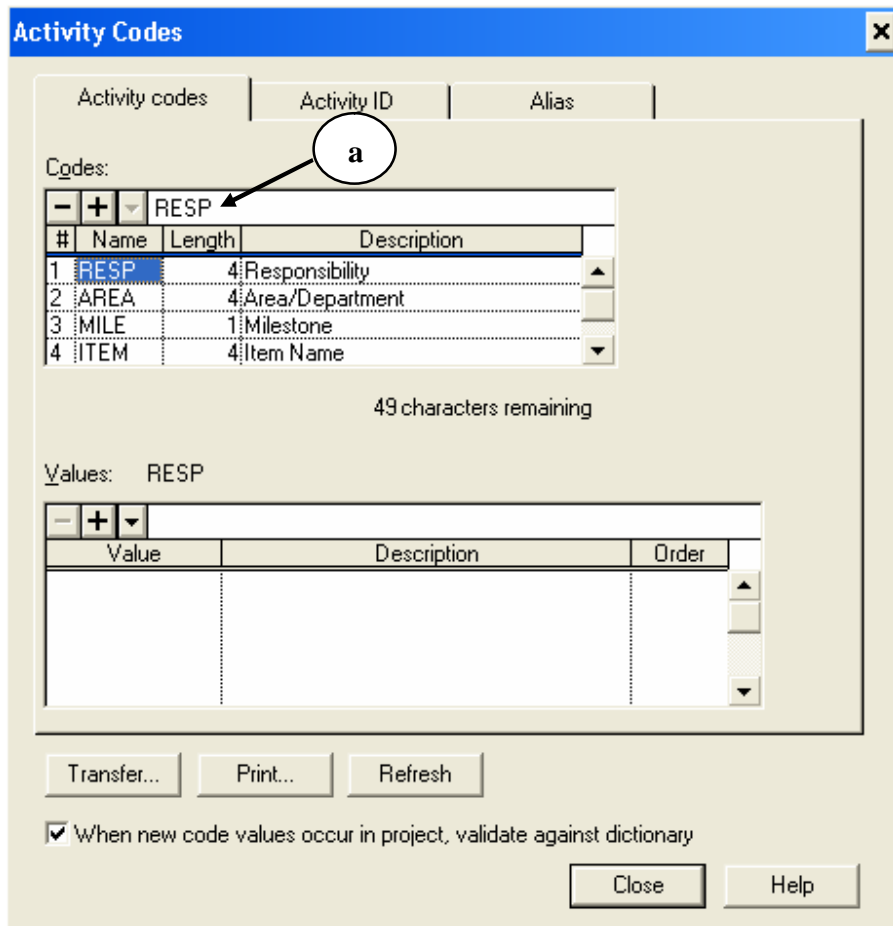 Activity Codes
Activity codes Activity ID Alias
a
Codes:
RESP
# Name Length Description
1 RESP 4 Responsibility
2 AREA 4 Area/Department
3 MILE 1 Milestone
4 ITEM 4 Item Name
49 characters remaining
Values: RESP
Value Description Order
Transfer... Print... Refresh
When new code values occur in project, validate against dictionary
Close Help